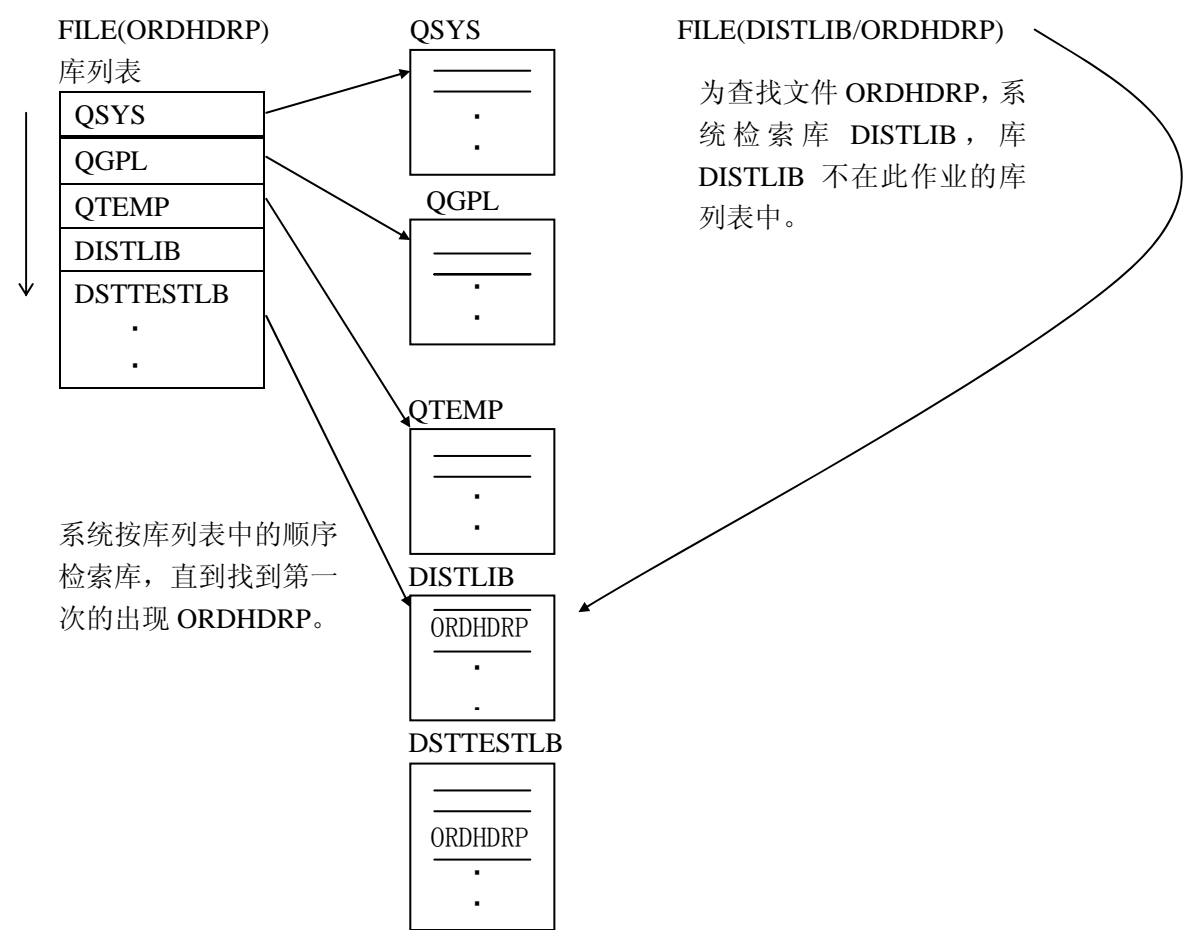 FILE(ORDHDRP)
库列表
QSYS
QGPL
QTEMP
DISTLIB
DSTTESTLB
系统按库列表中的顺序
检索库，直到找到第一
次的出现 ORDHDRP。
QSYS
QGPL
QTEMP
DISTLIB
ORDHDRP
DSTTESTLB
ORDHDRP
FILE(DISTLIB/ORDHDRP)
为查找文件 ORDHDRP，系
统检索库 DISTLIB，库
DISTLIB 不在此作业的库
列表中。